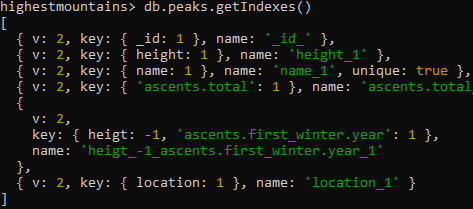 highestmountains> db.peaks.getIndexes()
[
  { v: 2, key: { _id: 1 }, name: '_id_' },
  { v: 2, key: { height: 1 }, name: 'height_1' },
  { v: 2, key: { name: 1 }, name: 'name_1', unique: true },
  { v: 2, key: { 'ascents.total': 1 }, name: 'ascents.total
  {
    v: 2,
    key: { heigt: -1, 'ascents.first_winter.year': 1 },
    name: 'heigt_-1_ascents.first_winter.year_1'
  },
  { v: 2, key: { location: 1 }, name: 'location_1' }
]